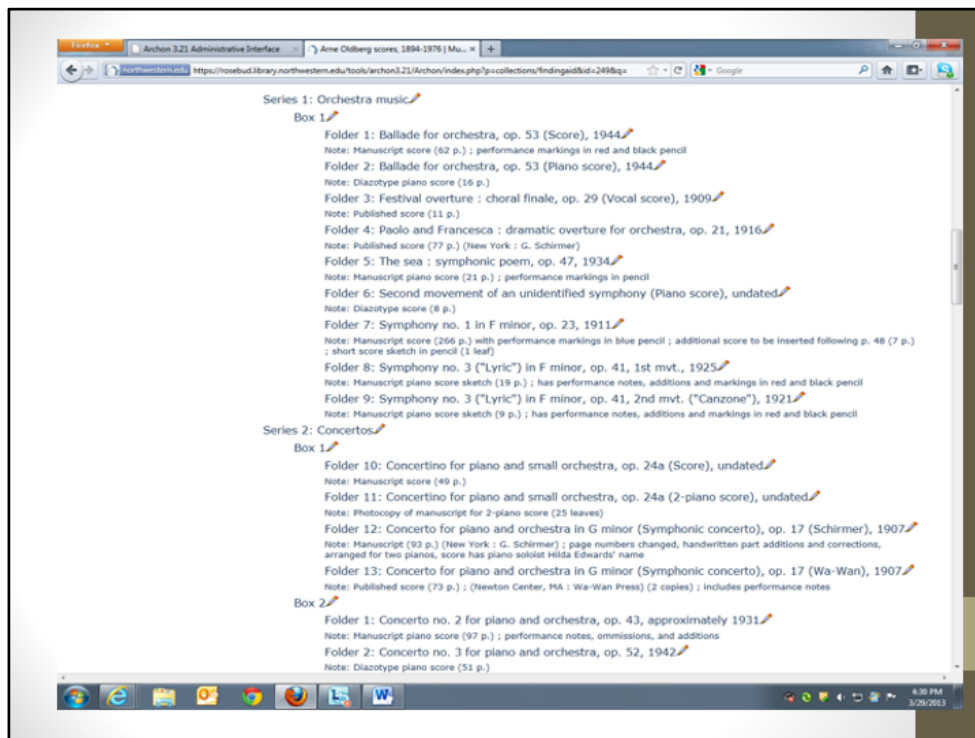 Firefox
Archon 3.21 Administrative Interface
Arne Oldberg scores, 1894-1976 | Mu...
northwestern.edu https://rosebud.library.northwestern.edu/tools/archon3.21/Archon/index.php?p=collections/findingaid&id=249&q=
Google
Series 1: Orchestra music
Box 1
Folder 1: Ballade for orchestra, op. 53 (Score), 1944
Note: Manuscript score (62 p.) ; performance markings in red and black pencil
Folder 2: Ballade for orchestra, op. 53 (Piano score), 1944
Note: Diazotype piano score (16 p.)
Folder 3: Festival overture : choral finale, op. 29 (Vocal score), 1909
Note: Published score (11 p.)
Folder 4: Paolo and Francesca : dramatic overture for orchestra, op. 21, 1916
Note: Published score (77 p.) (New York : G. Schirmer)
Folder 5: The sea : symphonic poem, op. 47, 1934
Note: Manuscript piano score (21 p.) ; performance markings in pencil
Folder 6: Second movement of an unidentified symphony (Piano score), undated
Note: Diazotype score (8 p.)
Folder 7: Symphony no. 1 in F minor, op. 23, 1911
Note: Manuscript score (266 p.) with performance markings in blue pencil ; additional score to be inserted following p. 48 (7 p.)
; short score sketch in pencil (1 leaf)
Folder 8: Symphony no. 3 ("Lyric") in F minor, op. 41, 1st mvt., 1925
Note: Manuscript piano score sketch (19 p.) ; has performance notes, additions and markings in red and black pencil
Folder 9: Symphony no. 3 ("Lyric") in F minor, op. 41, 2nd mvt. ("Canzone"), 1921
Note: Manuscript piano score sketch (9 p.) ; has performance notes, additions and markings in red and black pencil
Series 2: Concertos
Box 1
Folder 10: Concertino for piano and small orchestra, op. 24a (Score), undated
Note: Manuscript score (49 p.)
Folder 11: Concertino for piano and small orchestra, op. 24a (2-piano score), undated
Note: Photocopy of manuscript for 2-piano score (25 leaves)
Folder 12: Concerto for piano and orchestra in G minor (Symphonic concerto), op. 17 (Schirmer), 1907
Note: Manuscript (93 p.) (New York : G. Schirmer) ; page numbers changed, handwritten part additions and corrections,
arranged for two pianos, score has piano soloist Hilda Edwards' name
Folder 13: Concerto for piano and orchestra in G minor (Symphonic concerto), op. 17 (Wa-Wan), 1907
Note: Published score (73 p.) ; (Newton Center, MA : Wa-Wan Press) (2 copies) ; includes performance notes
Box 2
Folder 1: Concerto no. 2 for piano and orchestra, op. 43, approximately 1931
Note: Manuscript piano score (97 p.) ; performance notes, ommissions, and additions
Folder 2: Concerto no. 3 for piano and orchestra, op. 52, 1942
Note: Diazotype piano score (51 p.)
4:30 PM
3/29/2013